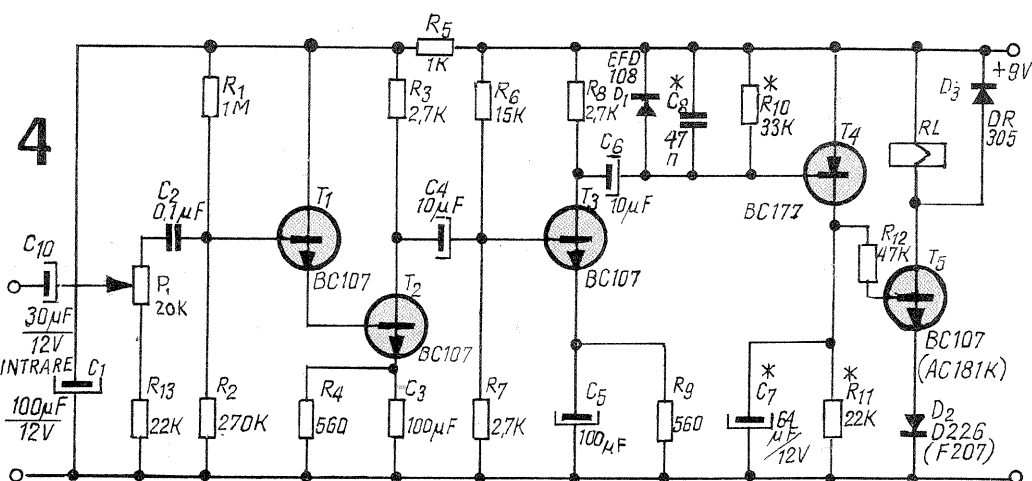 4
R1
1M
R3
2,7K
R5
1K
R6
15K
R8
2,7K
EFD
108
D1
*
C8
47
n
*
R10
33K
T4
BC177
RL
D3
+9V
DR
305
C10
30µF
12V
INTRARE
C2
0,1µF
P1
20K
T1
BC107
C4
10µF
T2
BC107
C6
10µF
T3
BC107
R12
47K
T5
BC107
(AC181K)
C1
100µF
12V
R13
22K
R2
270K
R4
560
C3
100µF
R7
2,7K
C5
100µF
R9
560
*
C7
64
µF
/12V
*
R11
22K
D2
D226
(F207)